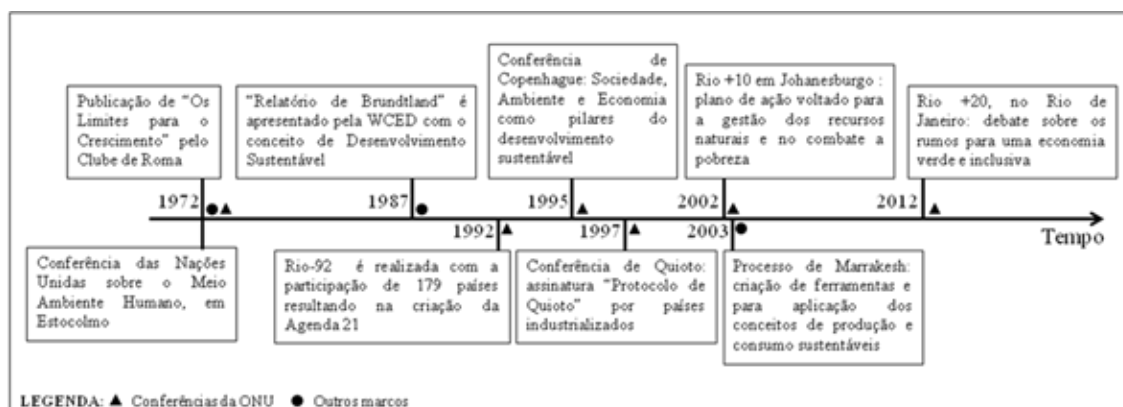 Publicação de "Os
Limites para o
Crescimento" pelo
Clube de Roma
"Relatório de Brundtland" é
apresentado pela WCED com o
conceito de Desenvolvimento
Sustentável
Conferência de
Copenhague: Sociedade,
Ambiente e Economia
como pilares do
desenvolvimento
sustentável
Rio +10 em Johanesburgo :
plano de ação voltado para
a gestão dos recursos
naturais e no combate a
pobreza
Rio +20, no Rio de
Janeiro: debate sobre os
rumos para uma economia
verde e inclusiva
1972
1987
1995
2002
2012
1992
1997
2003
Tempo
Conferência das Nações
Unidas sobre o Meio
Ambiente Humano, em
Estocolmo
Rio-92 é realizada com a
participação de 179 países
resultando na criação da
Agenda 21
Conferência de Quioto:
assinatura "Protocolo de
Quioto" por países
industrializados
Processo de Marrakesh:
criação de ferramentas e
para aplicação dos
conceitos de produção e
consumo sustentáveis
LEGENDA: ▲ Conferências da ONU ● Outros marcos